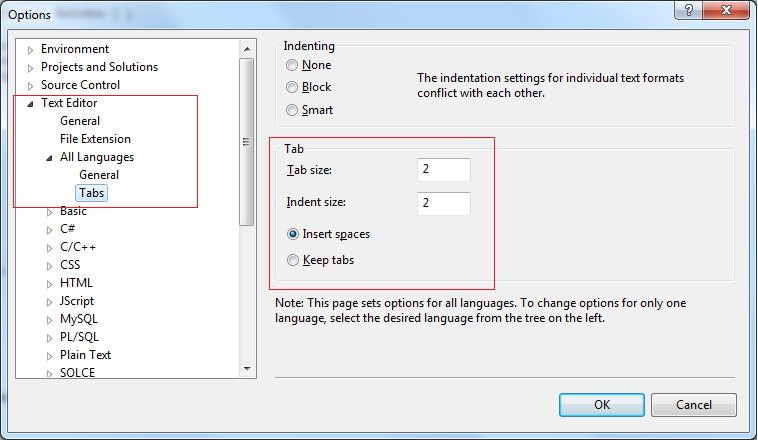 Options
Environment
Projects and Solutions
Source Control
Text Editor
General
File Extension
All Languages
General
Tabs
Basic
C#
C/C++
CSS
HTML
JScript
MySQL
PL/SQL
Plain Text
SOLCE
Indenting
None
Block
Smart
The indentation settings for individual text formats
conflict with each other.
Tab
Tab size: 2
Indent size: 2
Insert spaces
Keep tabs
Note: This page sets options for all languages. To change options for only one
language, select the desired language from the tree on the left.
OK
Cancel